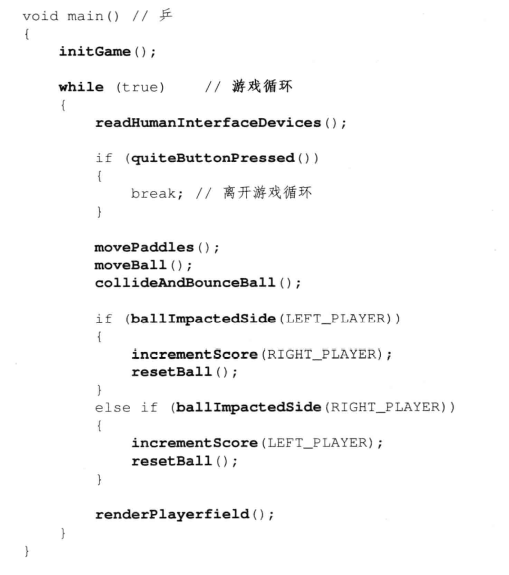 void main() // 乒
{
    initGame();

    while (true)    // 游戏循环
    {
        readHumanInterfaceDevices();

        if (quiteButtonPressed())
        {
            break; // 离开游戏循环
        }

        movePaddles();
        moveBall();
        collideAndBounceBall();

        if (ballImpactedSide(LEFT_PLAYER))
        {
            incrementScore(RIGHT_PLAYER);
            resetBall();
        }
        else if (ballImpactedSide(RIGHT_PLAYER))
        {
            incrementScore(LEFT_PLAYER);
            resetBall();
        }

        renderPlayerfield();
    }
}